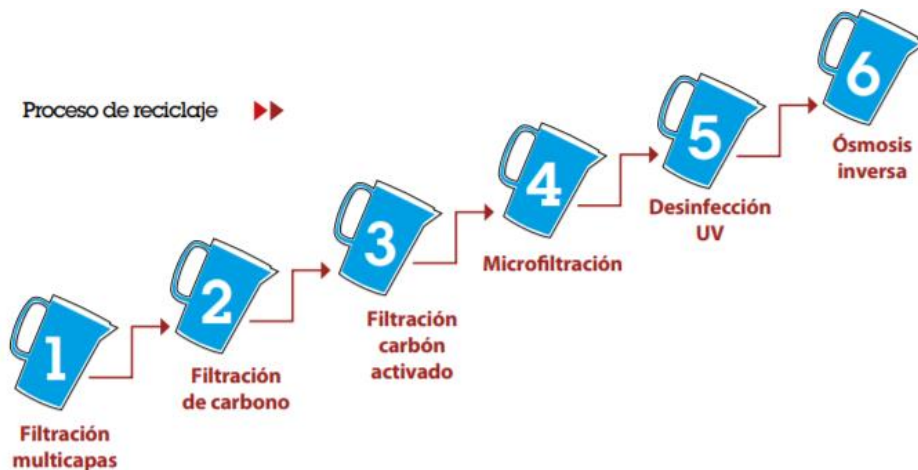 Proceso de reciclaje
1
Filtración
multicapas
2
Filtración
de carbono
3
Filtración
carbón
activado
4
Microfiltración
5
Desinfección
UV
6
Ósmosis
inversa